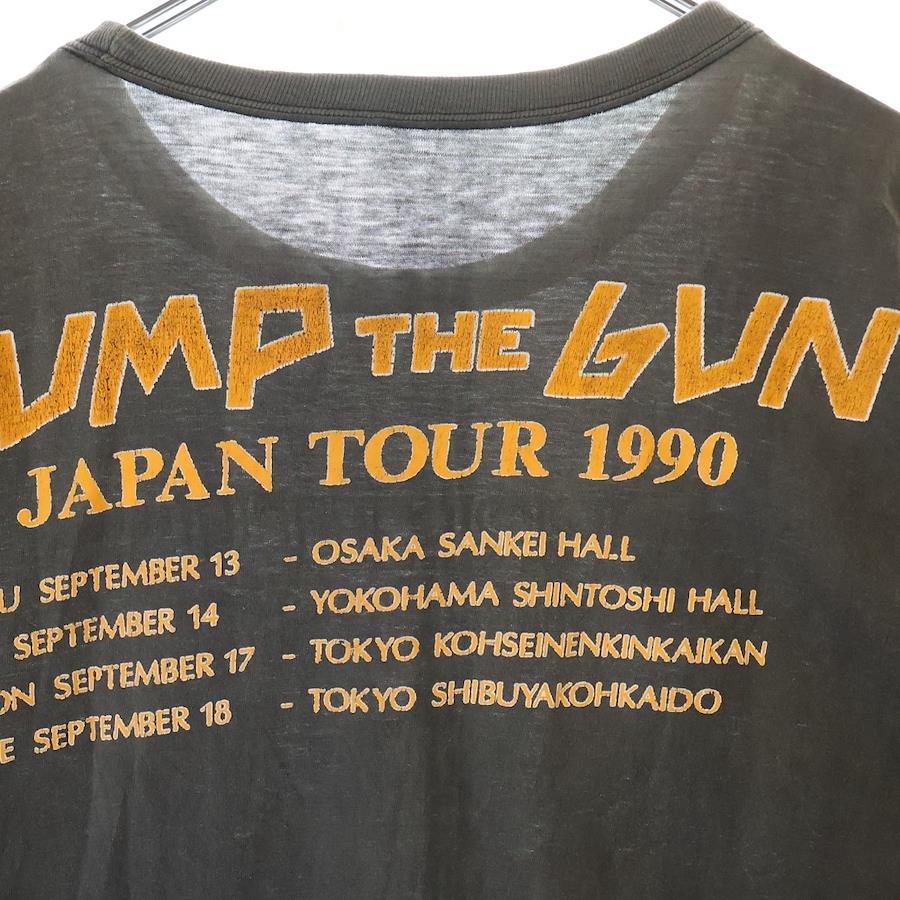 UMP THE GUN
JAPAN TOUR 1990
U SEPTEMBER 13 - OSAKA SANKEI HALL
SEPTEMBER 14 - YOKOHAMA SHINTOSHI HALL
ON SEPTEMBER 17 - TOKYO KOHSEINENKINKAIKAN
E SEPTEMBER 18 - TOKYO SHIBUYAKOHKAIDO